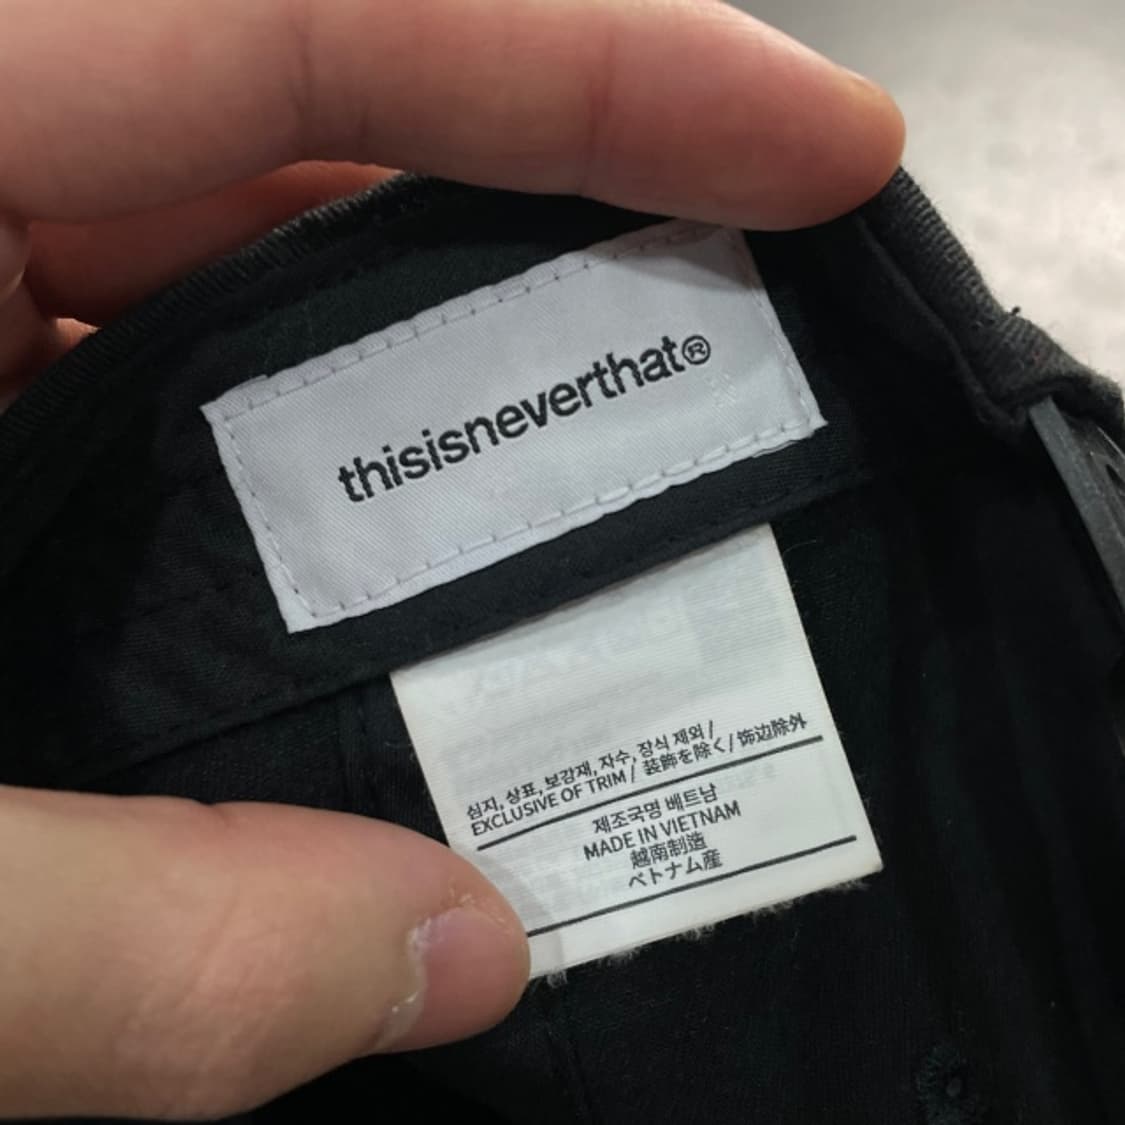 thisisneverthat®
심지, 상표, 보강재, 자수, 장식 제외 /
EXCLUSIVE OF TRIM / 装飾を除く / 饰边除外
제조국명 베트남
MADE IN VIETNAM
越南制造
ベトナム産